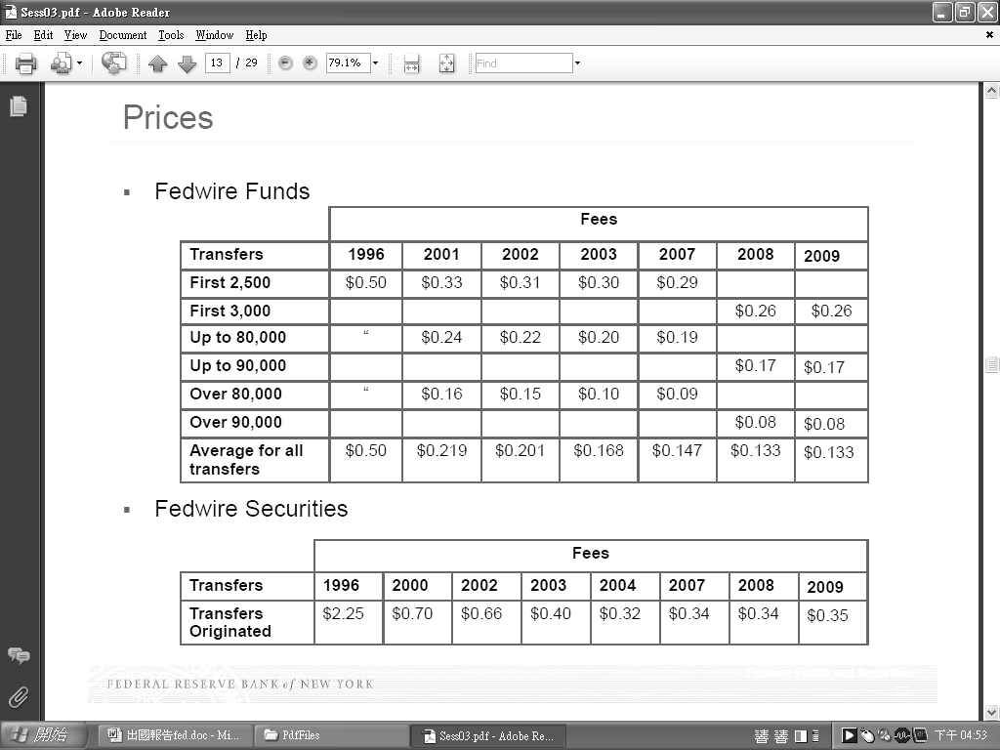 Sess03.pdf - Adobe Reader
File Edit View Document Tools Window Help
13 / 29 79.1% Find
Prices
▪ Fedwire Funds
Fees
Transfers 1996 2001 2002 2003 2007 2008 2009
First 2,500 $0.50 $0.33 $0.31 $0.30 $0.29
First 3,000 $0.26 $0.26
Up to 80,000 “ $0.24 $0.22 $0.20 $0.19
Up to 90,000 $0.17 $0.17
Over 80,000 “ $0.16 $0.15 $0.10 $0.09
Over 90,000 $0.08 $0.08
Average for all transfers $0.50 $0.219 $0.201 $0.168 $0.147 $0.133 $0.133
▪ Fedwire Securities
Fees
Transfers 1996 2000 2002 2003 2004 2007 2008 2009
Transfers Originated $2.25 $0.70 $0.66 $0.40 $0.32 $0.34 $0.34 $0.35
Fedwire Funds and Securities
FEDERAL RESERVE BANK of NEW YORK
13
開始 出國報告fed.doc - Mi... PdfFiles Sess03.pdf - Adobe Re... 下午 04:53